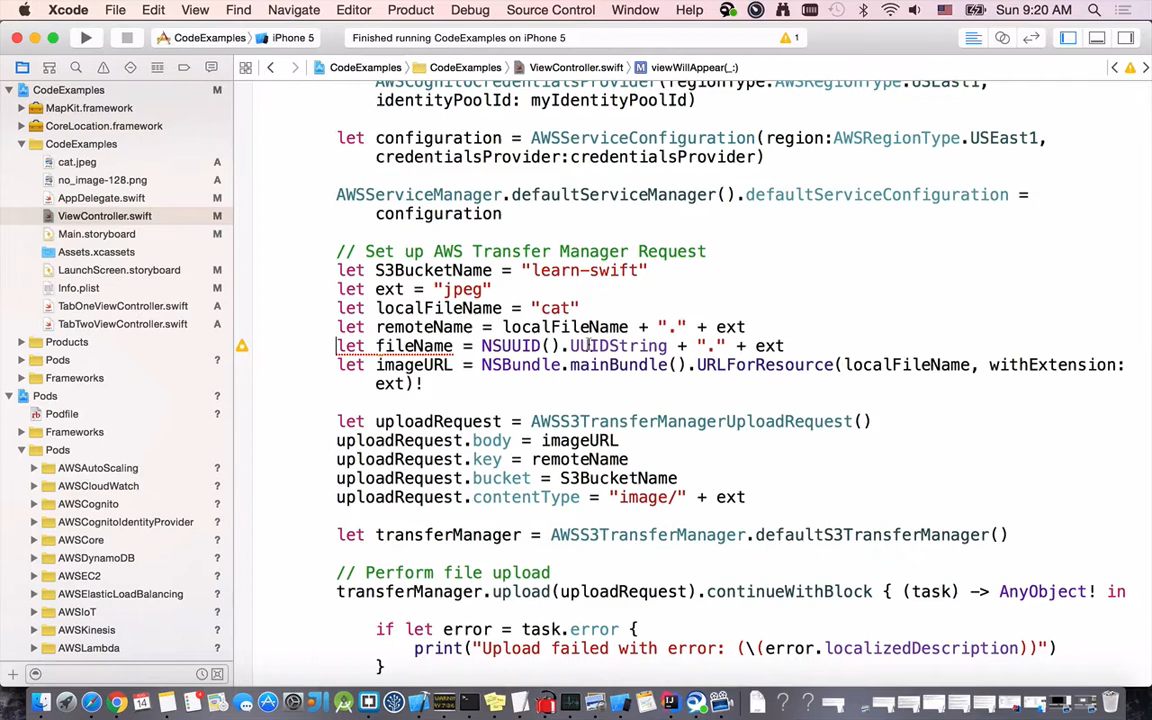 Xcode File Edit View Find Navigate Editor Product Debug Source Control Window Help Sun 9:20 AM
CodeExamples iPhone 5 Finished running CodeExamples on iPhone 5 1
CodeExamples CodeExamples ViewController.swift M viewWillAppear(_:)
CodeExamples M
MapKit.framework
CoreLocation.framework
CodeExamples
cat.jpeg A
no_image-128.png A
AppDelegate.swift M
ViewController.swift M
Main.storyboard M
Assets.xcassets
LaunchScreen.storyboard M
Info.plist M
TabOneViewController.swift A
TabTwoViewController.swift A
Products
Pods
Frameworks
Pods ?
Podfile ?
Frameworks
Pods ?
AWSAutoScaling ?
AWSCloudWatch ?
AWSCognito ?
AWSCognitoIdentityProvider ?
AWSCore ?
AWSDynamoDB ?
AWSEC2 ?
AWSElasticLoadBalancing ?
AWSIoT ?
AWSKinesis ?
AWSLambda ?
AWSCognitoCredentialsProvider(regionType:AWSRegionType.USEast1,
identityPoolId: myIdentityPoolId)
let configuration = AWSServiceConfiguration(region:AWSRegionType.USEast1,
credentialsProvider:credentialsProvider)
AWSServiceManager.defaultServiceManager().defaultServiceConfiguration =
configuration
// Set up AWS Transfer Manager Request
let S3BucketName = "learn-swift"
let ext = "jpeg"
let localFileName = "cat"
let remoteName = localFileName + "." + ext
let fileName = NSUUID().UUIDString + "." + ext
let imageURL = NSBundle.mainBundle().URLForResource(localFileName, withExtension:
ext)!
let uploadRequest = AWSS3TransferManagerUploadRequest()
uploadRequest.body = imageURL
uploadRequest.key = remoteName
uploadRequest.bucket = S3BucketName
uploadRequest.contentType = "image/" + ext
let transferManager = AWSS3TransferManager.defaultS3TransferManager()
// Perform file upload
transferManager.upload(uploadRequest).continueWithBlock { (task) -> AnyObject! in
if let error = task.error {
print("Upload failed with error: (\(error.localizedDescription))")
}